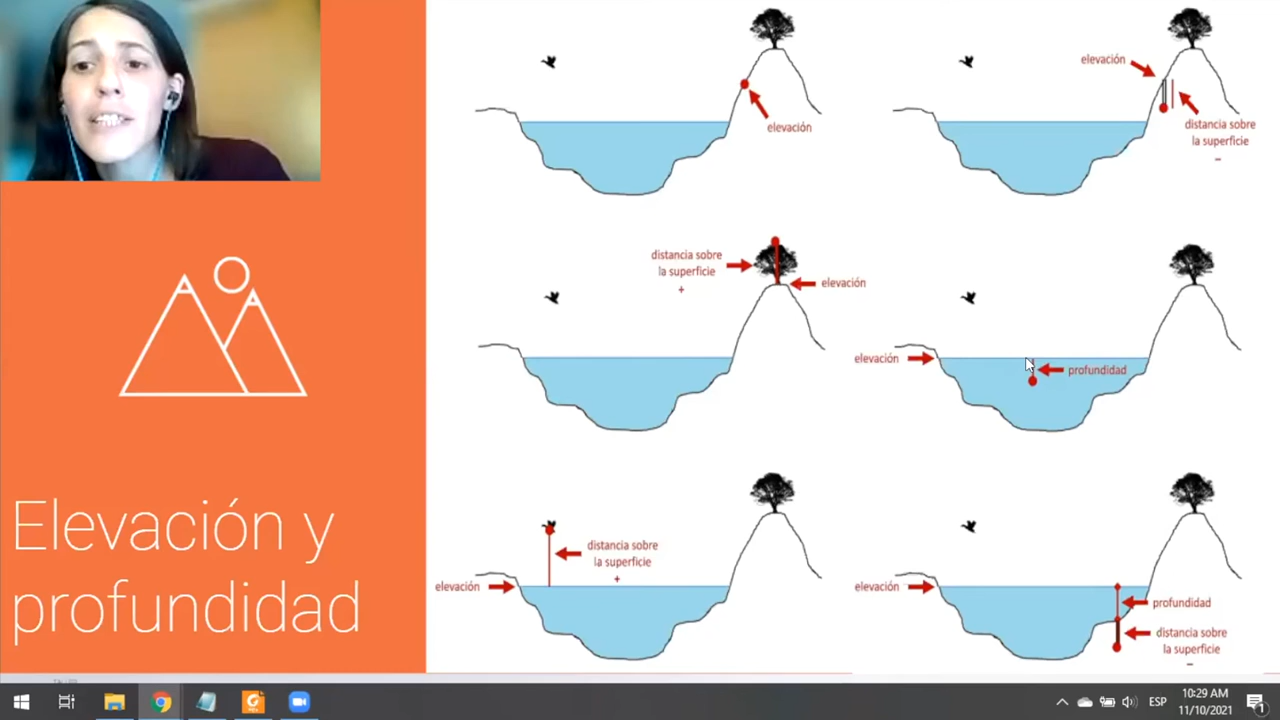 elevación
elevación
distancia sobre
la superficie
–
distancia sobre
la superficie
+
elevación
elevación
profundidad
distancia sobre
la superficie
+
elevación
elevación
profundidad
distancia sobre
la superficie
–
Elevación y
profundidad
ESP
10:29 AM
11/10/2021
1